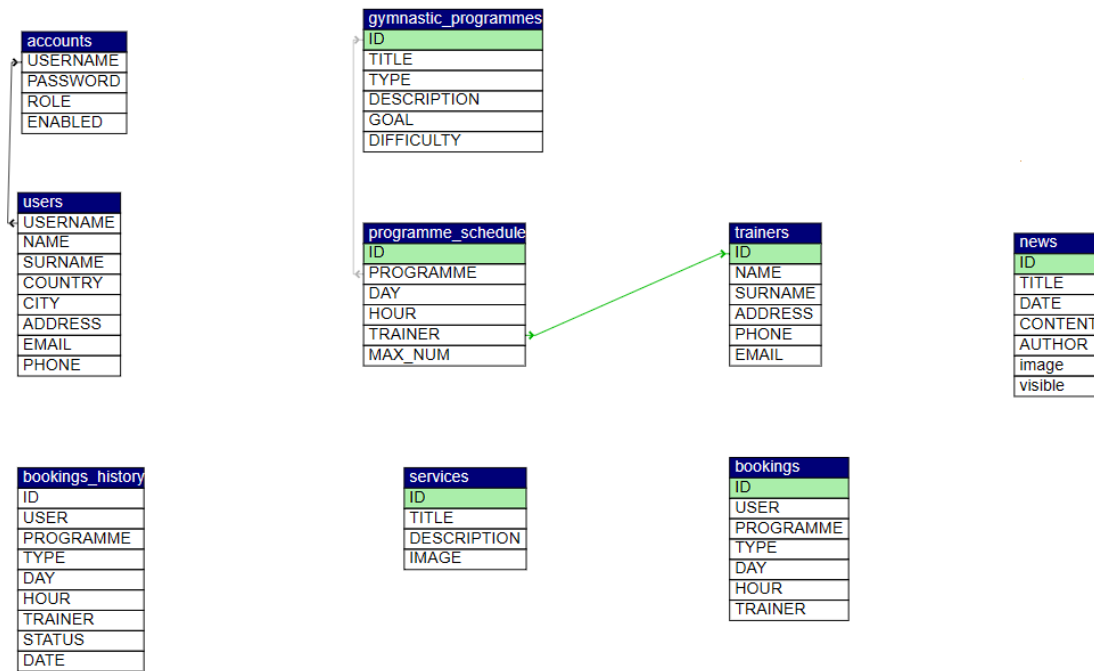 accounts
USERNAME
PASSWORD
ROLE
ENABLED
gymnastic_programmes
ID
TITLE
TYPE
DESCRIPTION
GOAL
DIFFICULTY
users
USERNAME
NAME
SURNAME
COUNTRY
CITY
ADDRESS
EMAIL
PHONE
programme_schedule
ID
PROGRAMME
DAY
HOUR
TRAINER
MAX_NUM
trainers
ID
NAME
SURNAME
ADDRESS
PHONE
EMAIL
news
ID
TITLE
DATE
CONTENT
AUTHOR
image
visible
bookings_history
ID
USER
PROGRAMME
TYPE
DAY
HOUR
TRAINER
STATUS
DATE
services
ID
TITLE
DESCRIPTION
IMAGE
bookings
ID
USER
PROGRAMME
TYPE
DAY
HOUR
TRAINER